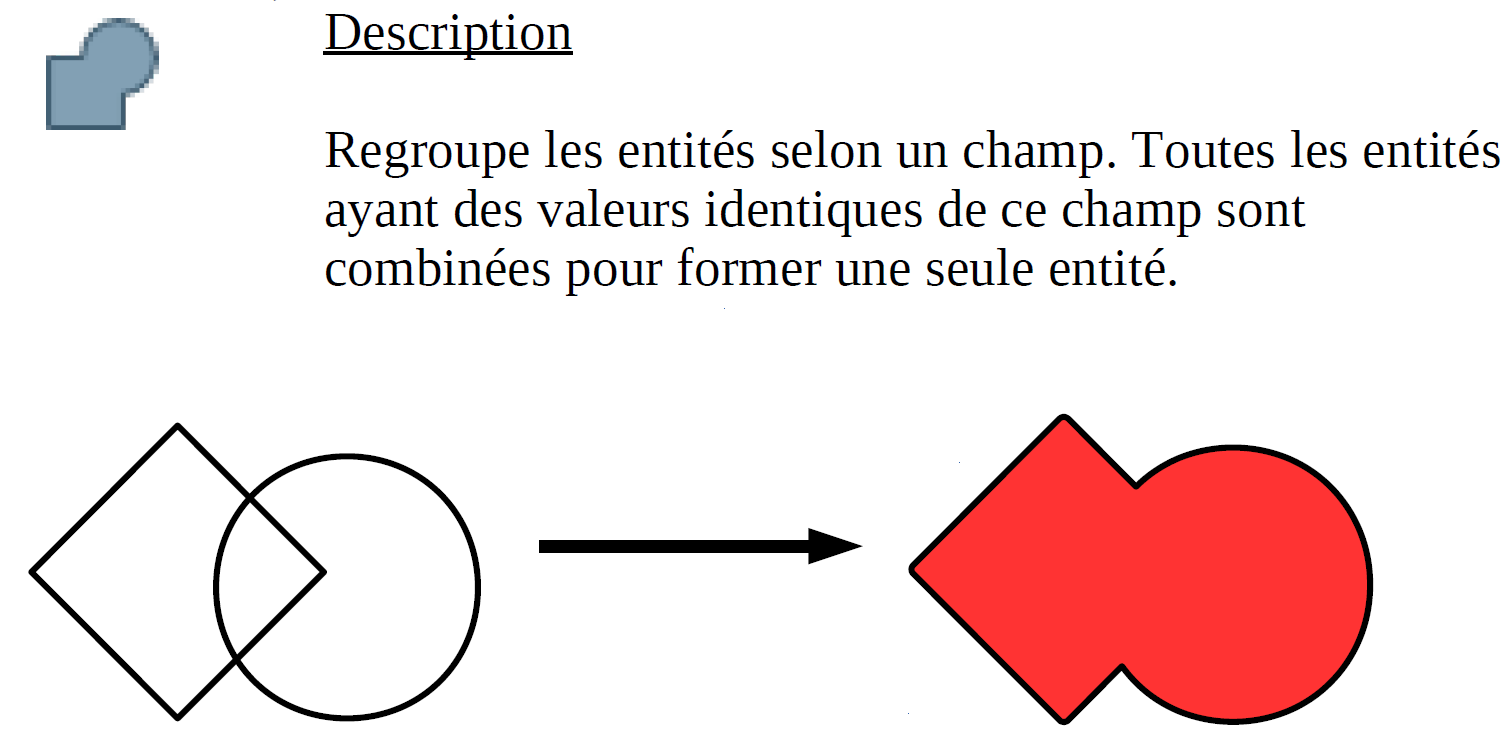 Description
Regroupe les entités selon un champ. Toutes les entités
ayant des valeurs identiques de ce champ sont
combinées pour former une seule entité.